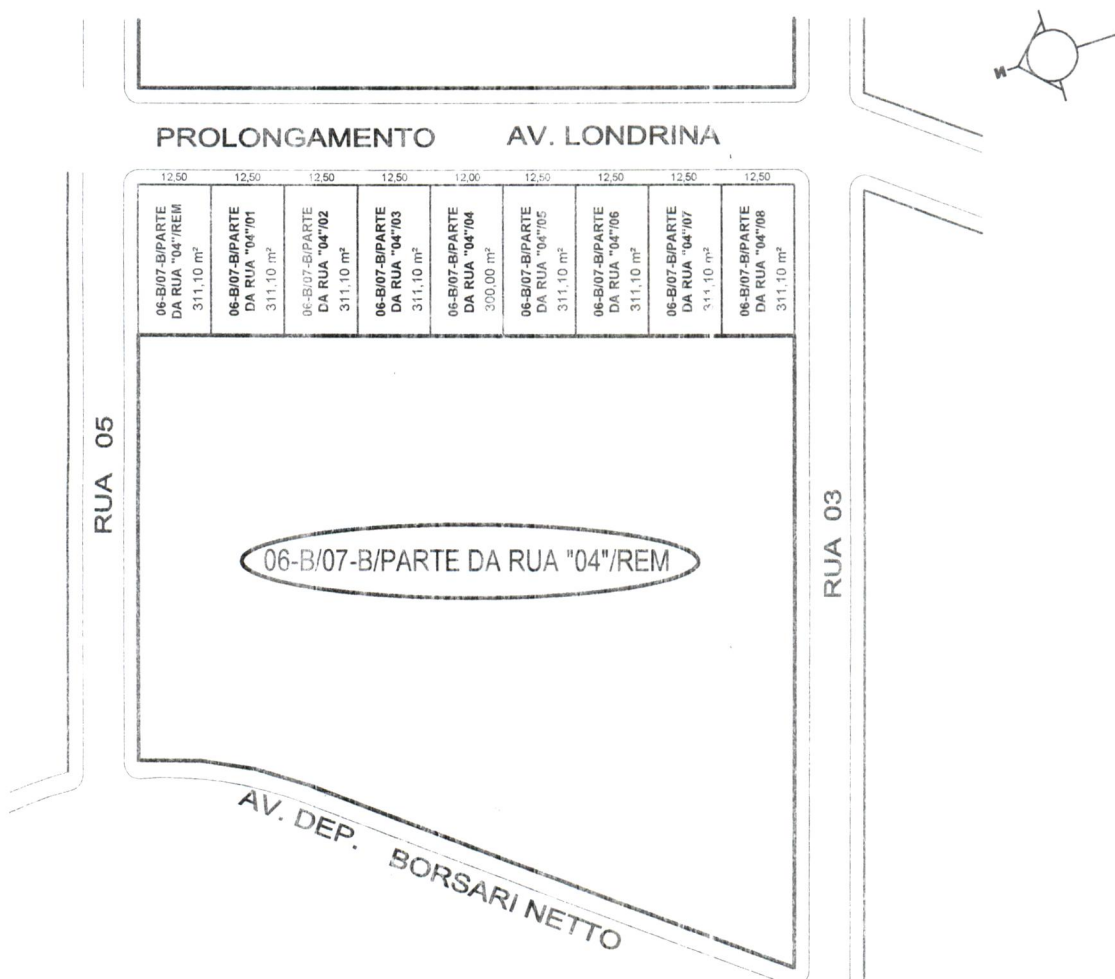 N
PROLONGAMENTO AV. LONDRINA
12,50 12,50 12,50 12,50 12,00 12,50 12,50 12,50 12,50
06-B/07-B/PARTE
DA RUA "04"/REM
311,10 m²
06-B/07-B/PARTE
DA RUA "04"/01
311,10 m²
06-B/07-B/PARTE
DA RUA "04"/02
311,10 m²
06-B/07-B/PARTE
DA RUA "04"/03
311,10 m²
06-B/07-B/PARTE
DA RUA "04"/04
300,00 m²
06-B/07-B/PARTE
DA RUA "04"/05
311,10 m²
06-B/07-B/PARTE
DA RUA "04"/06
311,10 m²
06-B/07-B/PARTE
DA RUA "04"/07
311,10 m²
06-B/07-B/PARTE
DA RUA "04"/08
311,10 m²
RUA 05
06-B/07-B/PARTE DA RUA "04"/REM
RUA 03
AV. DEP. BORSARI NETTO